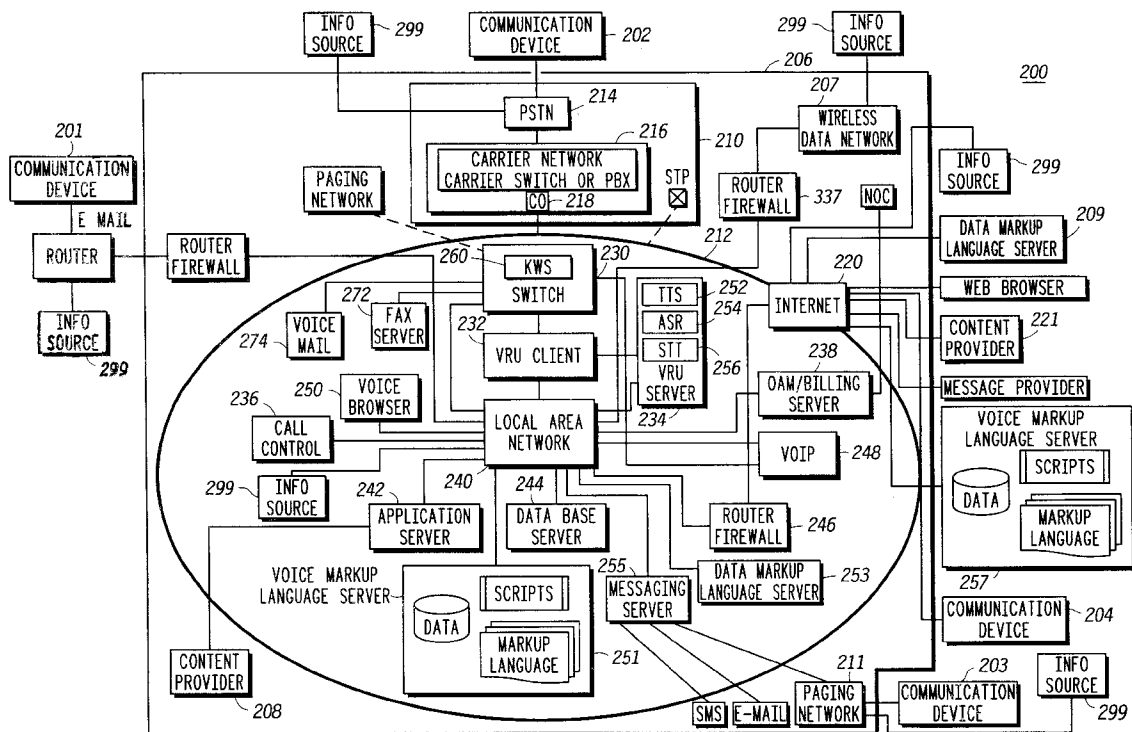 INFO
SOURCE
299
COMMUNICATION
DEVICE
202
299
INFO
SOURCE
206
200
201
COMMUNICATION
DEVICE
E MAIL
ROUTER
INFO
SOURCE
299
ROUTER
FIREWALL
PSTN
214
216
210
CARRIER NETWORK
CARRIER SWITCH OR PBX
CO
218
STP
PAGING
NETWORK
207
WIRELESS
DATA NETWORK
ROUTER
FIREWALL
337
NOC
INFO
SOURCE
299
DATA MARKUP
LANGUAGE SERVER
209
WEB BROWSER
CONTENT
PROVIDER
221
MESSAGE PROVIDER
212
220
INTERNET
260
KWS
SWITCH
230
272
FAX
SERVER
274
VOICE
MAIL
232
VRU CLIENT
TTS
252
ASR
254
STT
256
VRU
SERVER
234
238
OAM/BILLING
SERVER
250
VOICE
BROWSER
236
CALL
CONTROL
LOCAL AREA
NETWORK
240
VOIP
248
299
INFO
SOURCE
242
APPLICATION
SERVER
244
DATA BASE
SERVER
ROUTER
FIREWALL
246
VOICE MARKUP
LANGUAGE SERVER
DATA
SCRIPTS
MARKUP
LANGUAGE
257
VOICE MARKUP
LANGUAGE SERVER
DATA
SCRIPTS
MARKUP
LANGUAGE
251
255
MESSAGING
SERVER
DATA MARKUP
LANGUAGE SERVER
253
COMMUNICATION
DEVICE
204
CONTENT
PROVIDER
208
SMS
E-MAIL
211
PAGING
NETWORK
203
COMMUNICATION
DEVICE
INFO
SOURCE
299